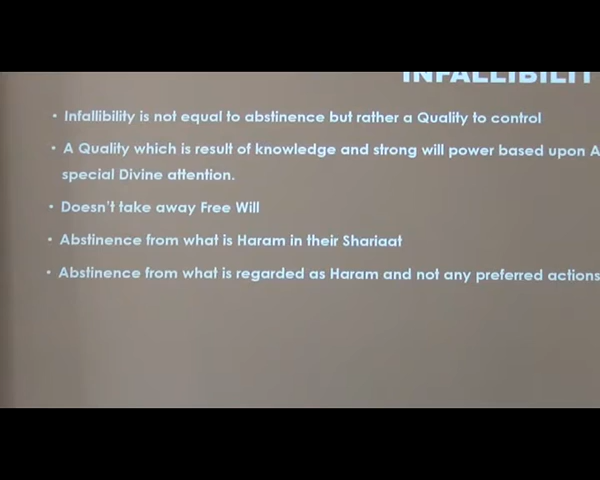 INFALLIBILIT
• Infallibility is not equal to abstinence but rather a Quality to control
• A Quality which is result of knowledge and strong will power based upon A
special Divine attention.
• Doesn't take away Free Will
• Abstinence from what is Haram in their Shariaat
• Abstinence from what is regarded as Haram and not any preferred actions